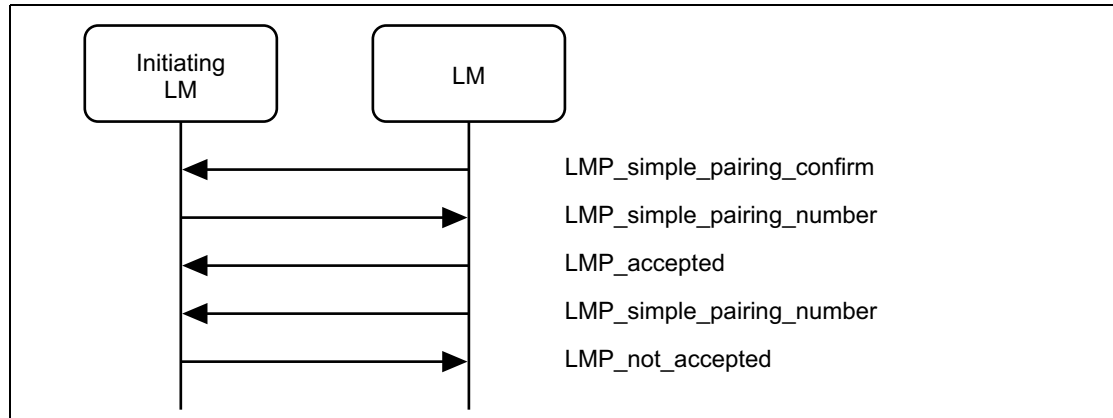 Initiating
LM
LM
LMP_simple_pairing_confirm
LMP_simple_pairing_number
LMP_accepted
LMP_simple_pairing_number
LMP_not_accepted